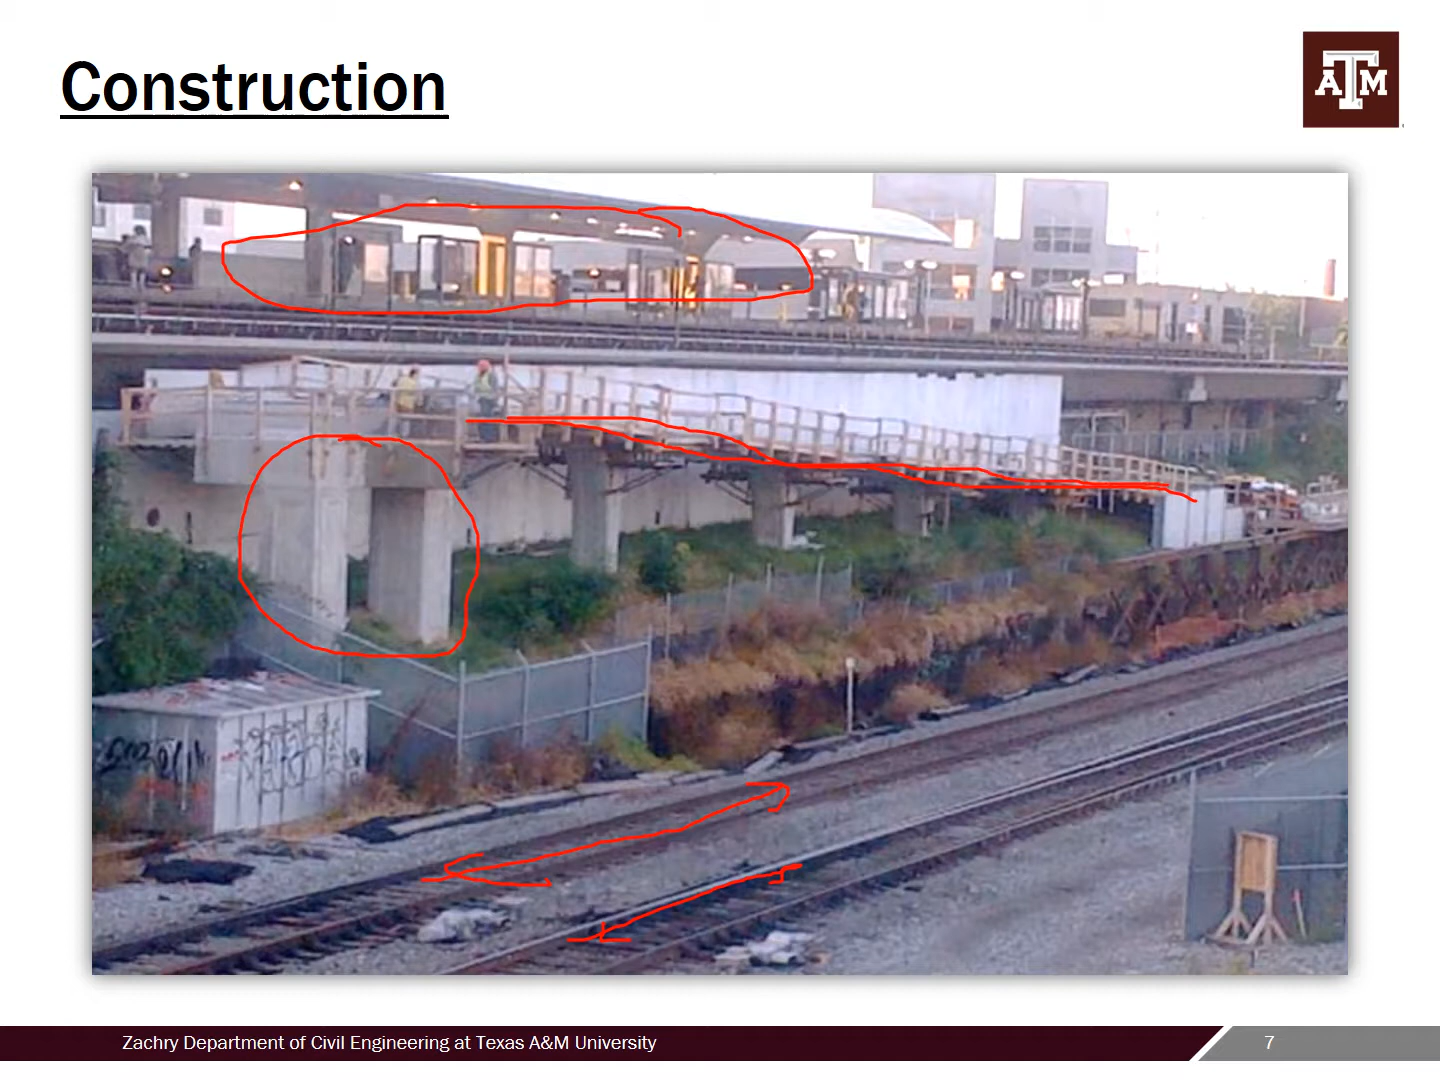 Construction
ATM
Zachry Department of Civil Engineering at Texas A&M University
7